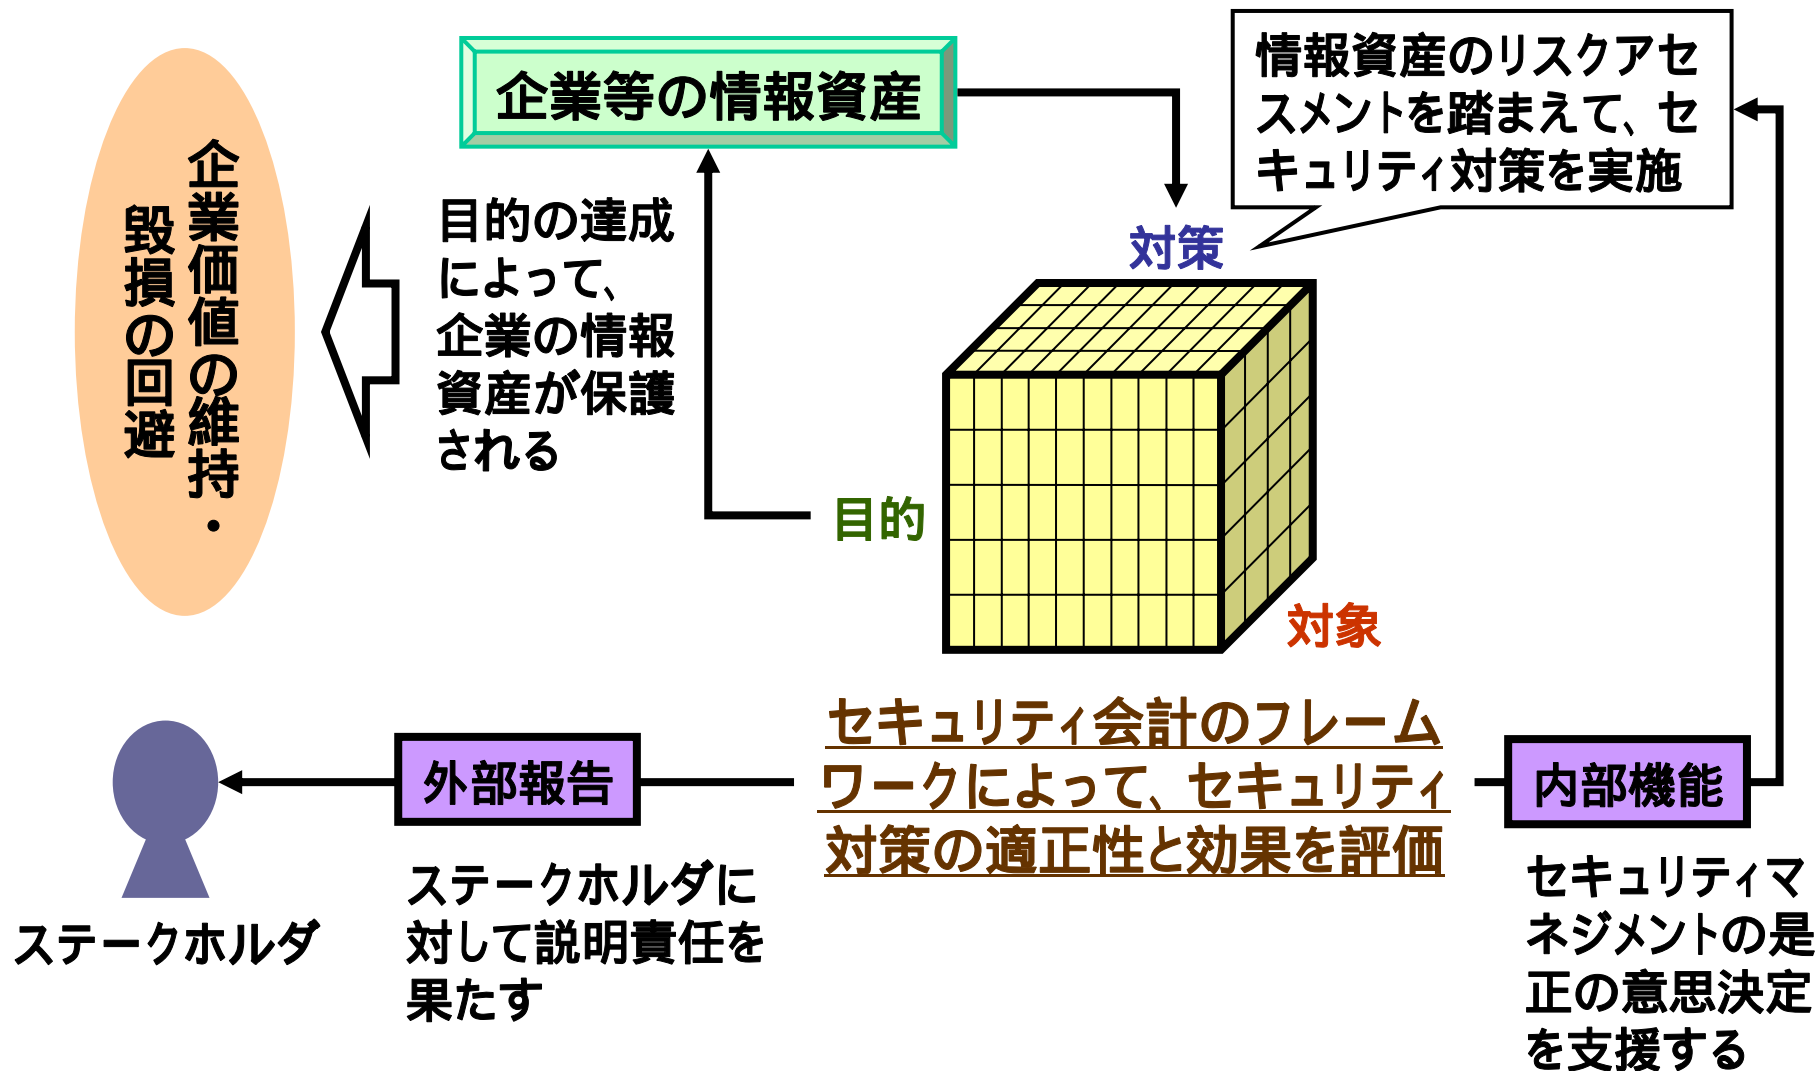 企業等の情報資産
情報資産のリスクアセ
スメントを踏まえて、セ
キュリティ対策を実施
企業価値の維持・
毀損の回避
目的の達成
によって、
企業の情報
資産が保護
される
対策
目的
対象
セキュリティ会計のフレーム
ワークによって、セキュリティ
対策の適正性と効果を評価
外部報告
内部機能
ステークホルダに
対して説明責任を
果たす
ステークホルダ
セキュリティマ
ネジメントの是
正の意思決定
を支援する